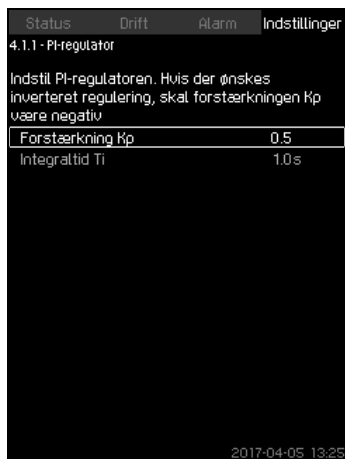 Status Drift Alarm Indstillinger
4.1.1 - PI-regulator
Indstil PI-regulatoren. Hvis der ønskes
inverteret regulering, skal forstærkningen Kp
være negativ
Forstærkning Kp 0.5
Integraltid Ti 1.0s
2017-04-05 13:25